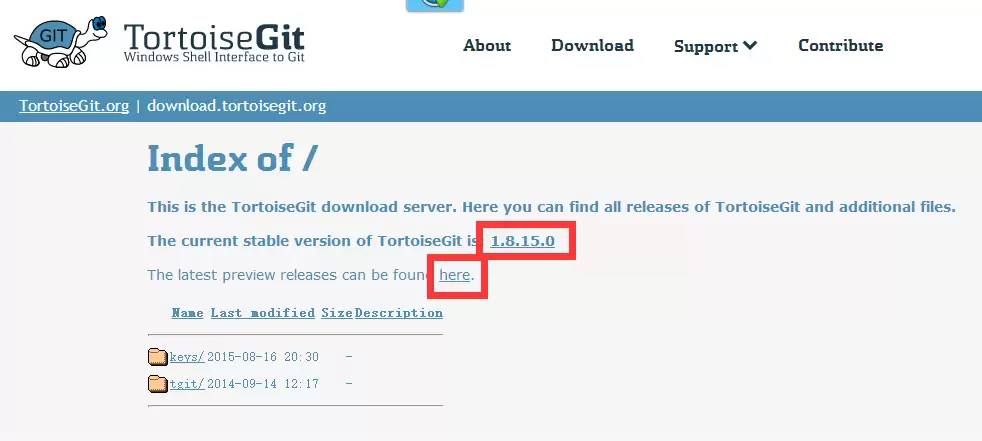 GIT
TortoiseGit
Windows Shell Interface to Git
About Download Support Contribute
TortoiseGit.org | download.tortoisegit.org
Index of /
This is the TortoiseGit download server. Here you can find all releases of TortoiseGit and additional files.
The current stable version of TortoiseGit is: 1.8.15.0
The latest preview releases can be found here.
Name Last modified Size Description
keys/ 2015-08-16 20:30 -
tgit/ 2014-09-14 12:17 -